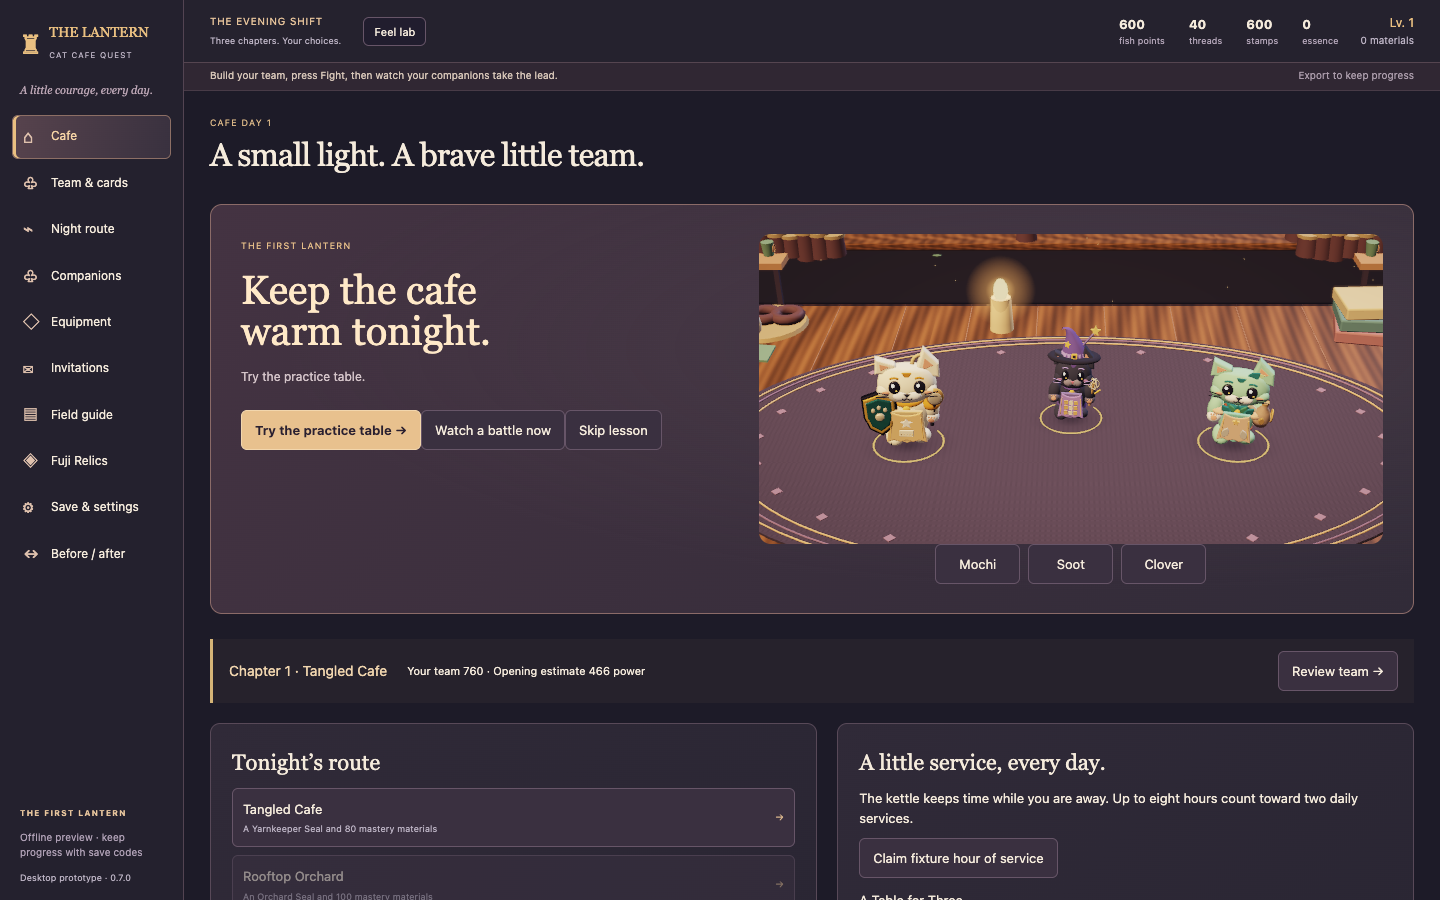 THE LANTERN
CAT CAFE QUEST
A little courage, every day.
Cafe
Team & cards
Night route
Companions
Equipment
Invitations
Field guide
Fuji Relics
Save & settings
Before / after
THE FIRST LANTERN
Offline preview · keep
progress with save codes
Desktop prototype · 0.7.0
THE EVENING SHIFT
Three chapters. Your choices.
Feel lab
600
fish points
40
threads
600
stamps
0
essence
Lv. 1
0 materials
Build your team, press Fight, then watch your companions take the lead.
Export to keep progress
CAFE DAY 1
A small light. A brave little team.
THE FIRST LANTERN
Keep the cafe
warm tonight.
Try the practice table.
Try the practice table →
Watch a battle now
Skip lesson
Mochi
Soot
Clover
Chapter 1 · Tangled Cafe
Your team 760 · Opening estimate 466 power
Review team →
Tonight’s route
Tangled Cafe
A Yarnkeeper Seal and 80 mastery materials
→
Rooftop Orchard
An Orchard Seal and 100 mastery materials
→
A little service, every day.
The kettle keeps time while you are away. Up to eight hours count toward two daily
services.
Claim fixture hour of service
A Table for Three